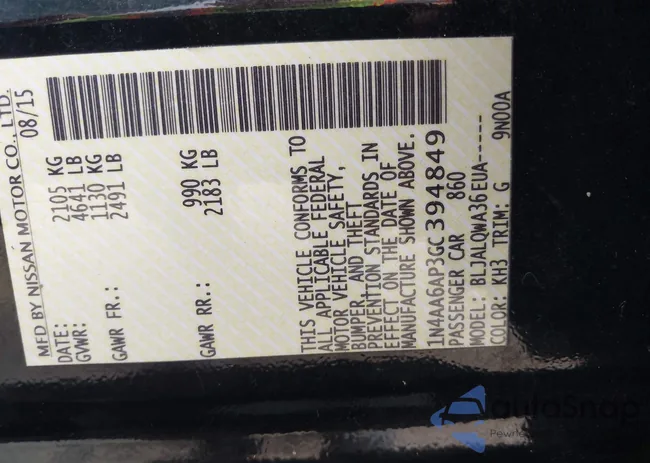 MFD BY NISSAN MOTOR CO., LTD.
DATE: 08/15
GVWR: 2105 KG
4641 LB
GAWR FR.: 1130 KG
2491 LB
GAWR RR.: 990 KG
2183 LB
THIS VEHICLE CONFORMS TO
ALL APPLICABLE FEDERAL
MOTOR VEHICLE SAFETY,
BUMPER, AND THEFT
PREVENTION STANDARDS IN
EFFECT ON THE DATE OF
MANUFACTURE SHOWN ABOVE.
1N4AA6AP3GC394849
PASSENGER CAR 860
MODEL: BLJALQWA36EUA-----
COLOR: KH3 TRIM: G 9N00A
autoSnap